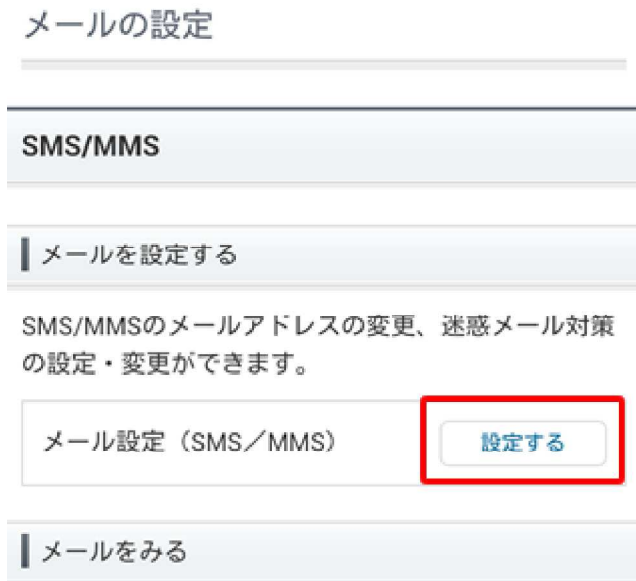 メールの設定
SMS/MMS
メールを設定する
SMS/MMSのメールアドレスの変更、迷惑メール対策
の設定・変更ができます。
メール設定（SMS／MMS） 設定する
メールをみる